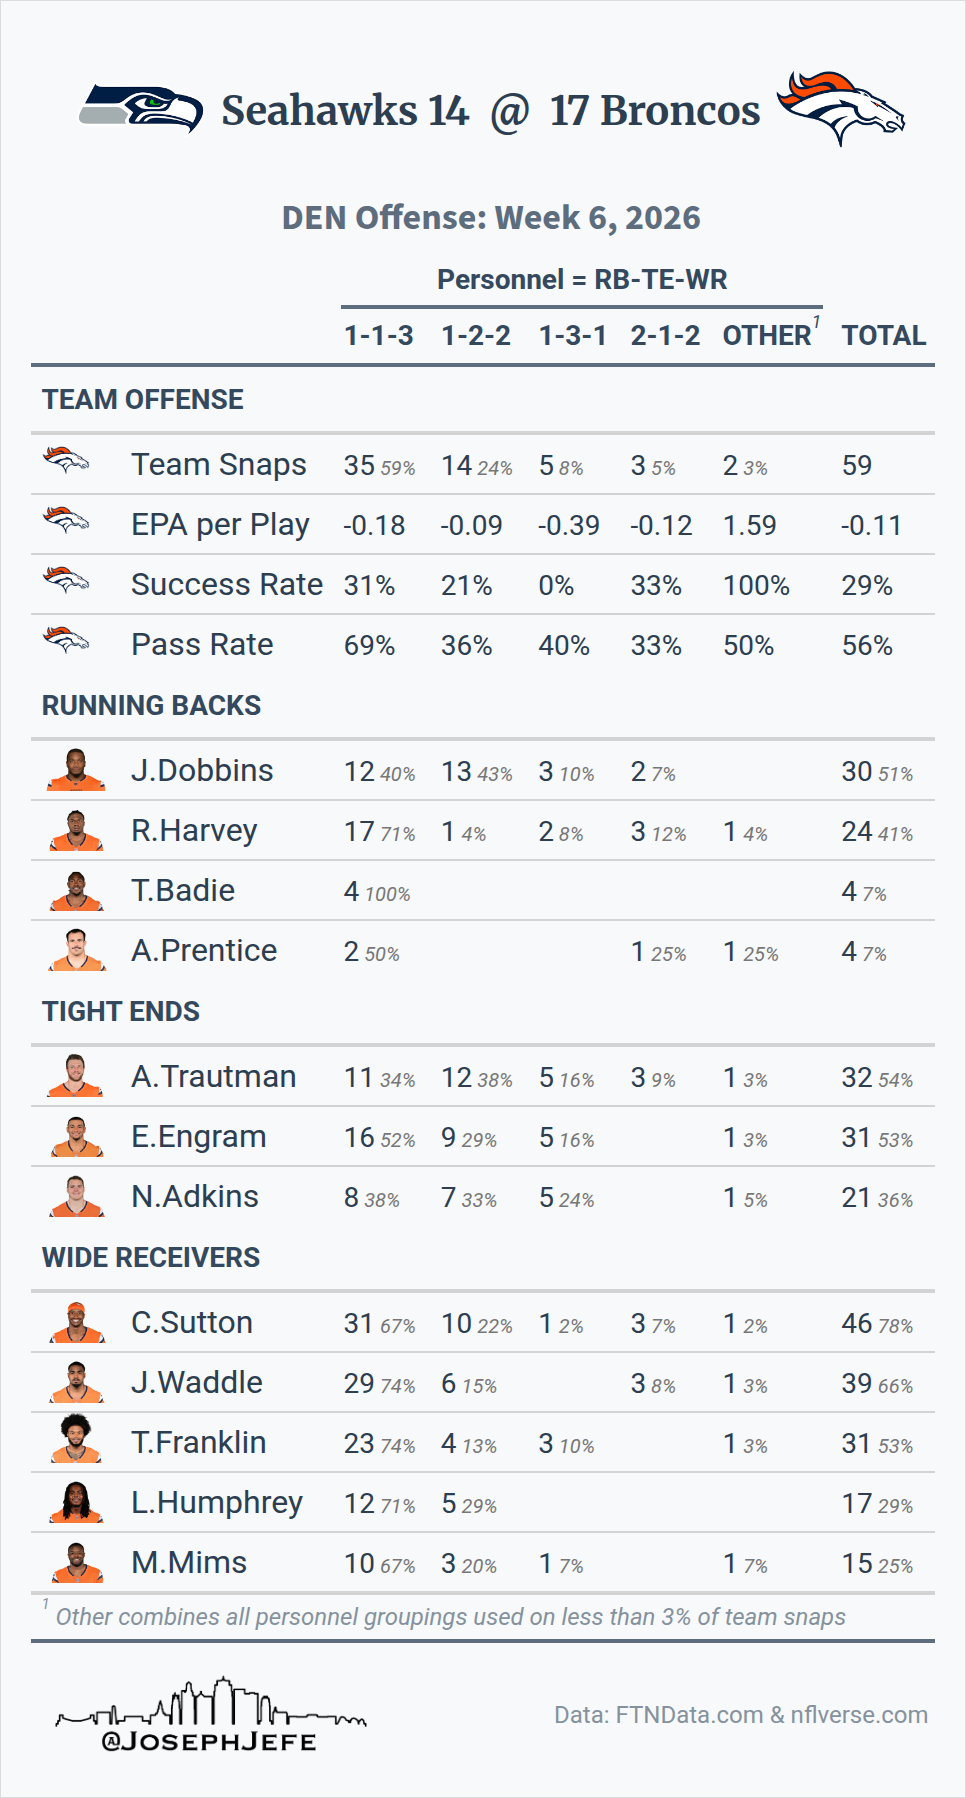 Seahawks 14 @ 17 Broncos
DEN Offense: Week 6, 2026
Personnel = RB-TE-WR
1-1-3 1-2-2 1-3-1 2-1-2 OTHER1 TOTAL
TEAM OFFENSE
Team Snaps 35 59% 14 24% 5 8% 3 5% 2 3% 59
EPA per Play -0.18 -0.09 -0.39 -0.12 1.59 -0.11
Success Rate 31% 21% 0% 33% 100% 29%
Pass Rate 69% 36% 40% 33% 50% 56%
RUNNING BACKS
J.Dobbins 12 40% 13 43% 3 10% 2 7% 30 51%
R.Harvey 17 71% 1 4% 2 8% 3 12% 1 4% 24 41%
T.Badie 4 100% 4 7%
A.Prentice 2 50% 1 25% 1 25% 4 7%
TIGHT ENDS
A.Trautman 11 34% 12 38% 5 16% 3 9% 1 3% 32 54%
E.Engram 16 52% 9 29% 5 16% 1 3% 31 53%
N.Adkins 8 38% 7 33% 5 24% 1 5% 21 36%
WIDE RECEIVERS
C.Sutton 31 67% 10 22% 1 2% 3 7% 1 2% 46 78%
J.Waddle 29 74% 6 15% 3 8% 1 3% 39 66%
T.Franklin 23 74% 4 13% 3 10% 1 3% 31 53%
L.Humphrey 12 71% 5 29% 17 29%
M.Mims 10 67% 3 20% 1 7% 1 7% 15 25%
1 Other combines all personnel groupings used on less than 3% of team snaps
@JOSEPHJEFE
Data: FTNData.com & nflverse.com